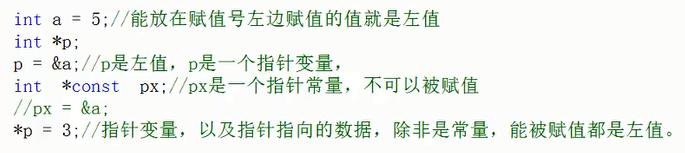 int a = 5;//能放在赋值号左边赋值的值就是左值
int *p;
p = &a;//p是左值，p是一个指针变量，
int  *const  px;//px是一个指针常量，不可以被赋值
//px = &a;
*p = 3;//指针变量，以及指针指向的数据，除非是常量，能被赋值都是左值。